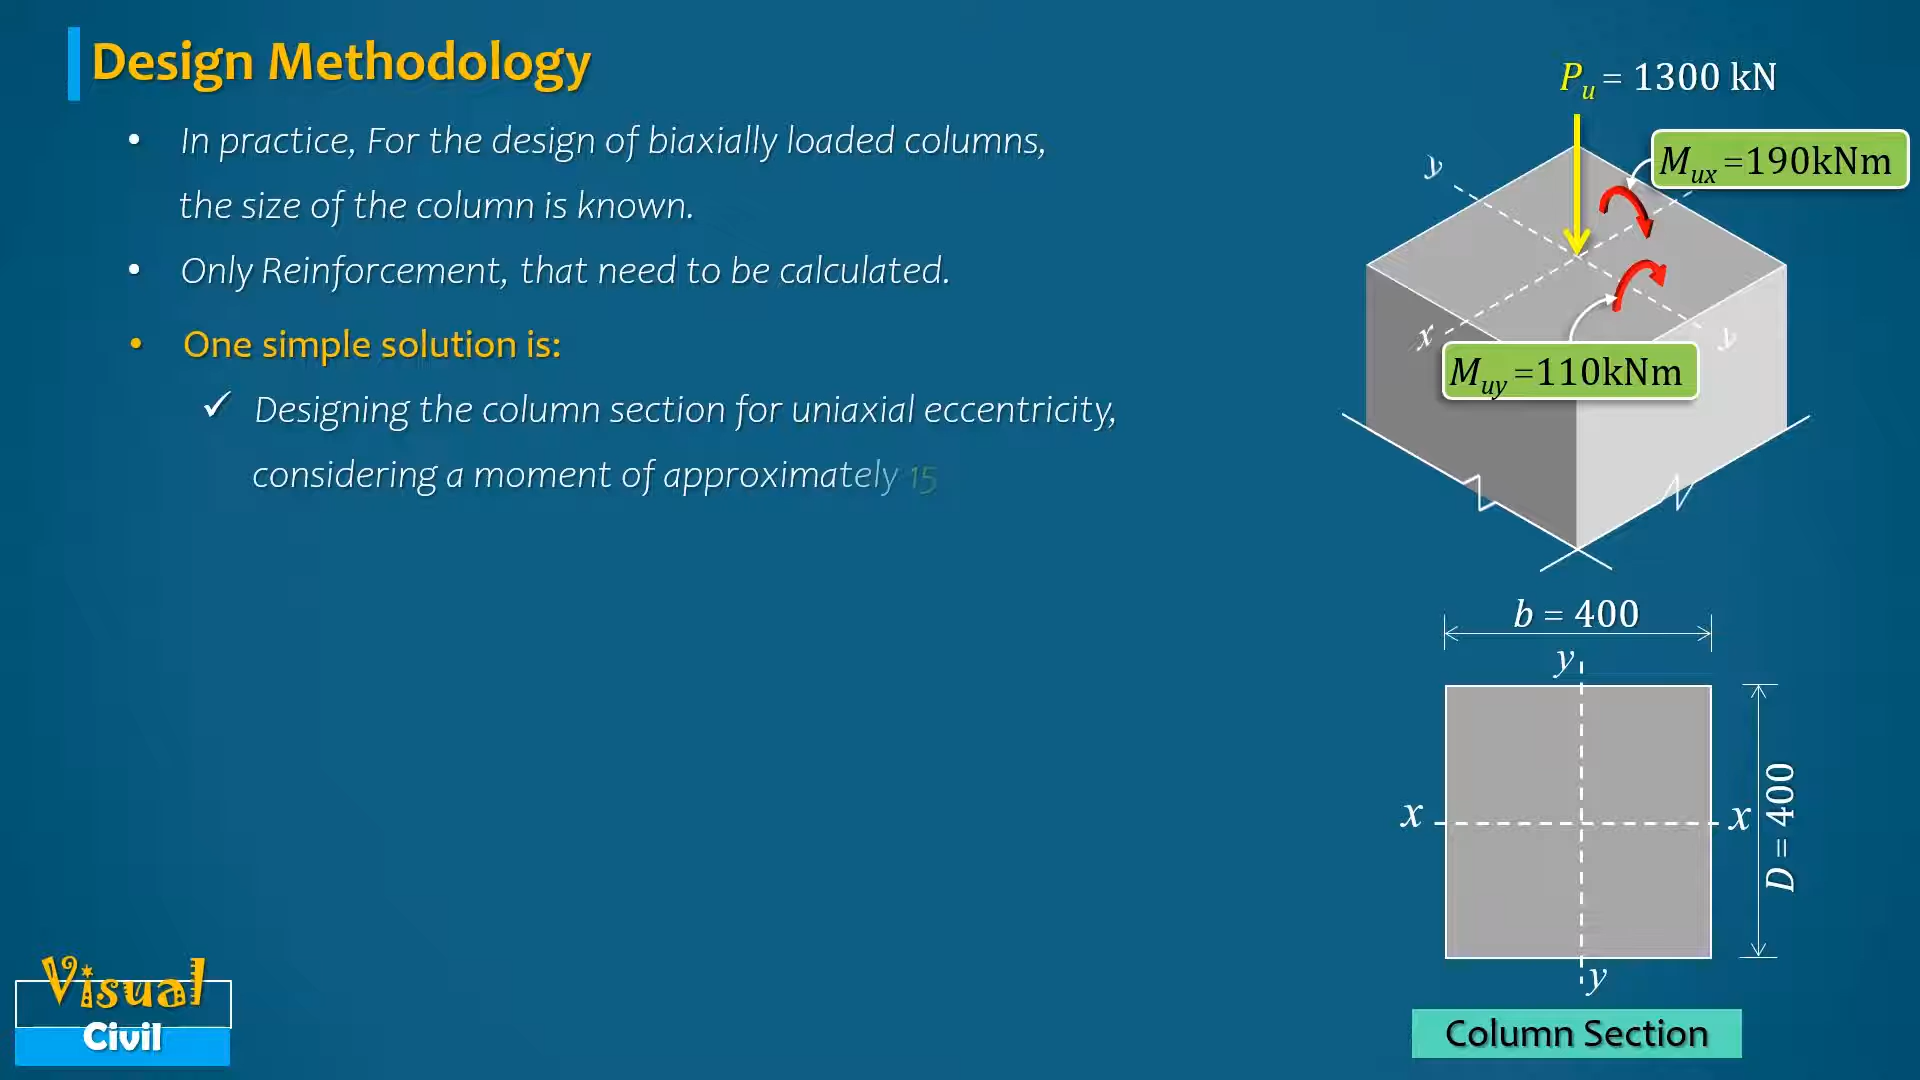 Design Methodology
• In practice, For the design of biaxially loaded columns,
the size of the column is known.
• Only Reinforcement, that need to be calculated.
• One simple solution is:
✓ Designing the column section for uniaxial eccentricity,
considering a moment of approximately 15
Pu = 1300 kN
Mux =190kNm
y
x
Muy =110kNm
b = 400
y
x
x
D = 400
y
Column Section
Visual
Civil